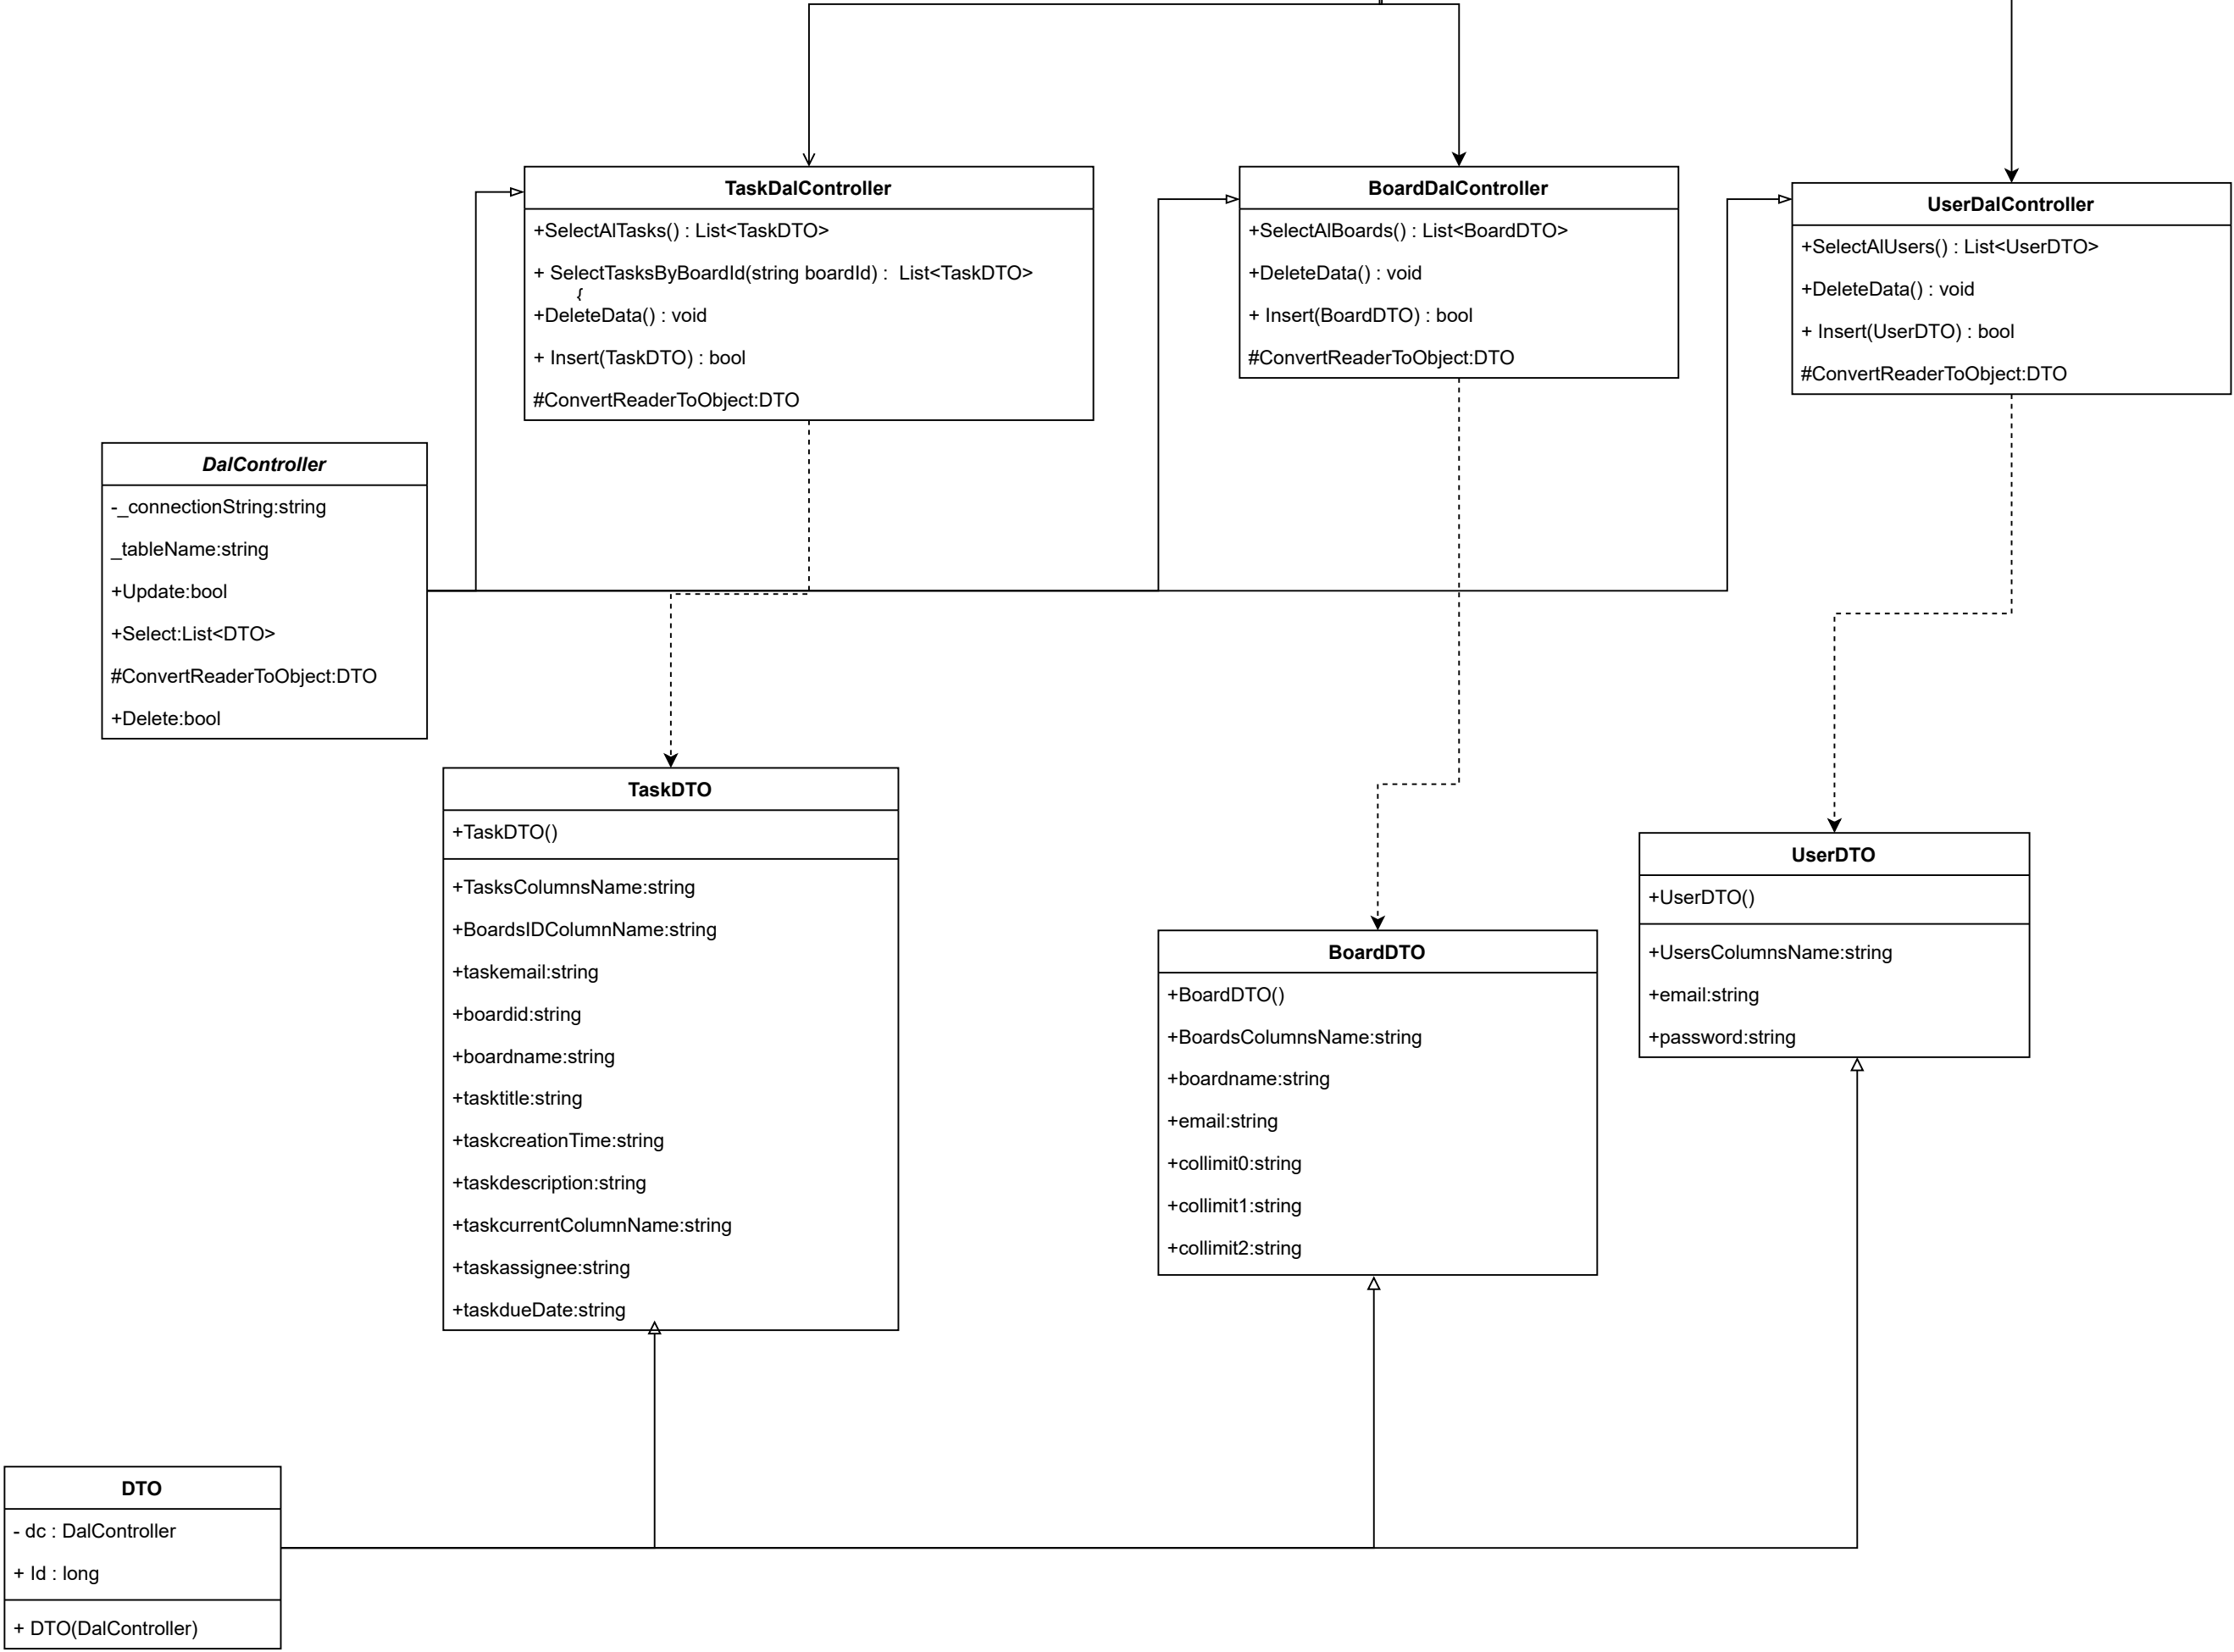 TaskDalController
+SelectAlTasks() : List<TaskDTO>
+ SelectTasksByBoardId(string boardId) :  List<TaskDTO>
{
+DeleteData() : void
+ Insert(TaskDTO) : bool
#ConvertReaderToObject:DTO
BoardDalController
+SelectAlBoards() : List<BoardDTO>
+DeleteData() : void
+ Insert(BoardDTO) : bool
#ConvertReaderToObject:DTO
UserDalController
+SelectAlUsers() : List<UserDTO>
+DeleteData() : void
+ Insert(UserDTO) : bool
#ConvertReaderToObject:DTO
DalController
-_connectionString:string
_tableName:string
+Update:bool
+Select:List<DTO>
#ConvertReaderToObject:DTO
+Delete:bool
TaskDTO
+TaskDTO()
+TasksColumnsName:string
+BoardsIDColumnName:string
+taskemail:string
+boardid:string
+boardname:string
+tasktitle:string
+taskcreationTime:string
+taskdescription:string
+taskcurrentColumnName:string
+taskassignee:string
+taskdueDate:string
BoardDTO
+BoardDTO()
+BoardsColumnsName:string
+boardname:string
+email:string
+collimit0:string
+collimit1:string
+collimit2:string
UserDTO
+UserDTO()
+UsersColumnsName:string
+email:string
+password:string
DTO
- dc : DalController
+ Id : long
+ DTO(DalController)